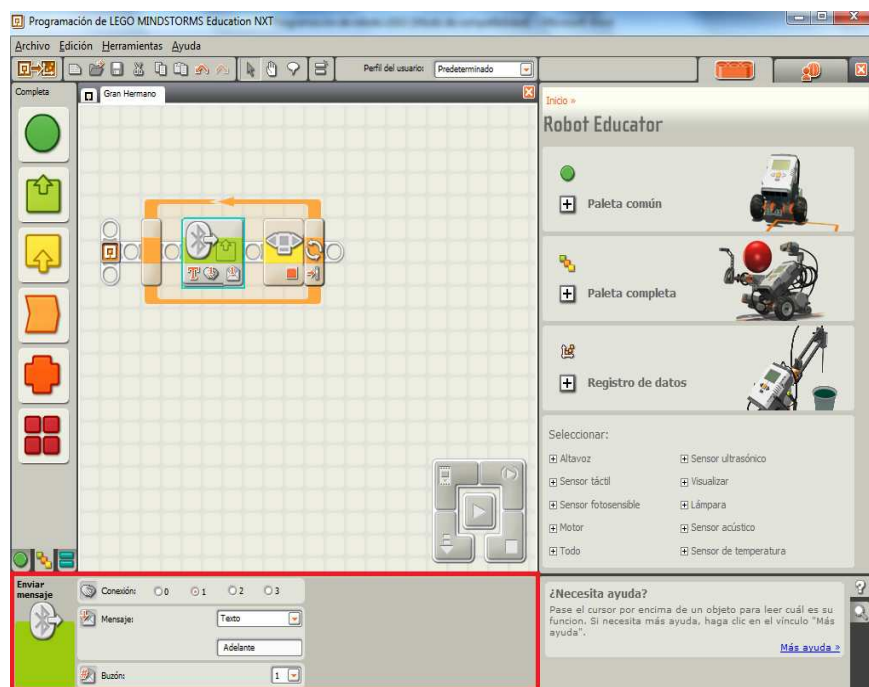 Programación de LEGO MINDSTORMS Education NXT
Archivo Edición Herramientas Ayuda
Perfil del usuario: Predeterminado
Completa
Gran Hermano
Inicio »
Robot Educator
Paleta común
Paleta completa
Registro de datos
Seleccionar:
Altavoz
Sensor ultrasónico
Sensor táctil
Visualizar
Sensor fotosensible
Lámpara
Motor
Sensor acústico
Todo
Sensor de temperatura
Enviar
mensaje
Conexión: 0 1 2 3
Mensaje: Texto
Adelante
Buzón: 1
¿Necesita ayuda?
Pase el cursor por encima de un objeto para leer cuál es su
funcion. Si necesita más ayuda, haga clic en el vínculo "Más
ayuda".
Más ayuda »